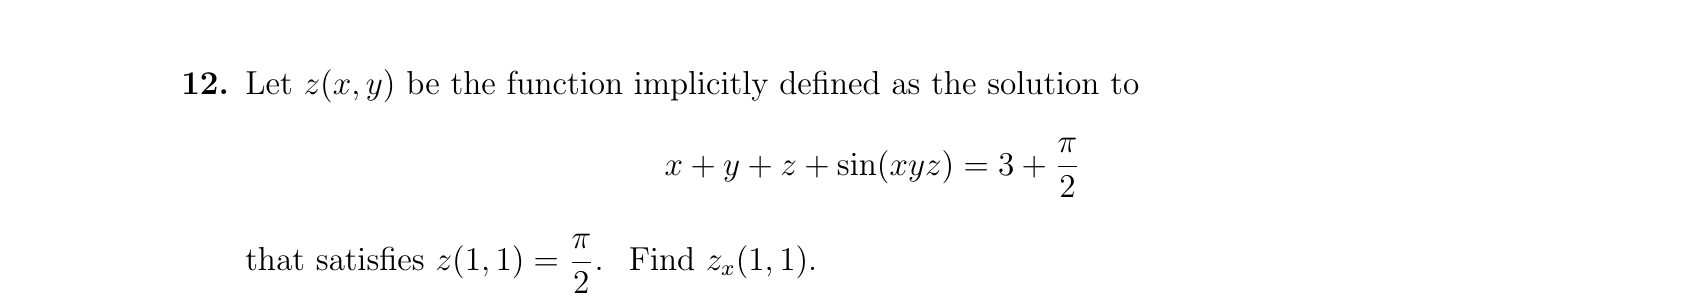 12. Let z(x, y) be the function implicitly defined as the solution to
x + y + z + sin(xyz) = 3 + π/2
that satisfies z(1, 1) = π/2. Find zₓ(1, 1).